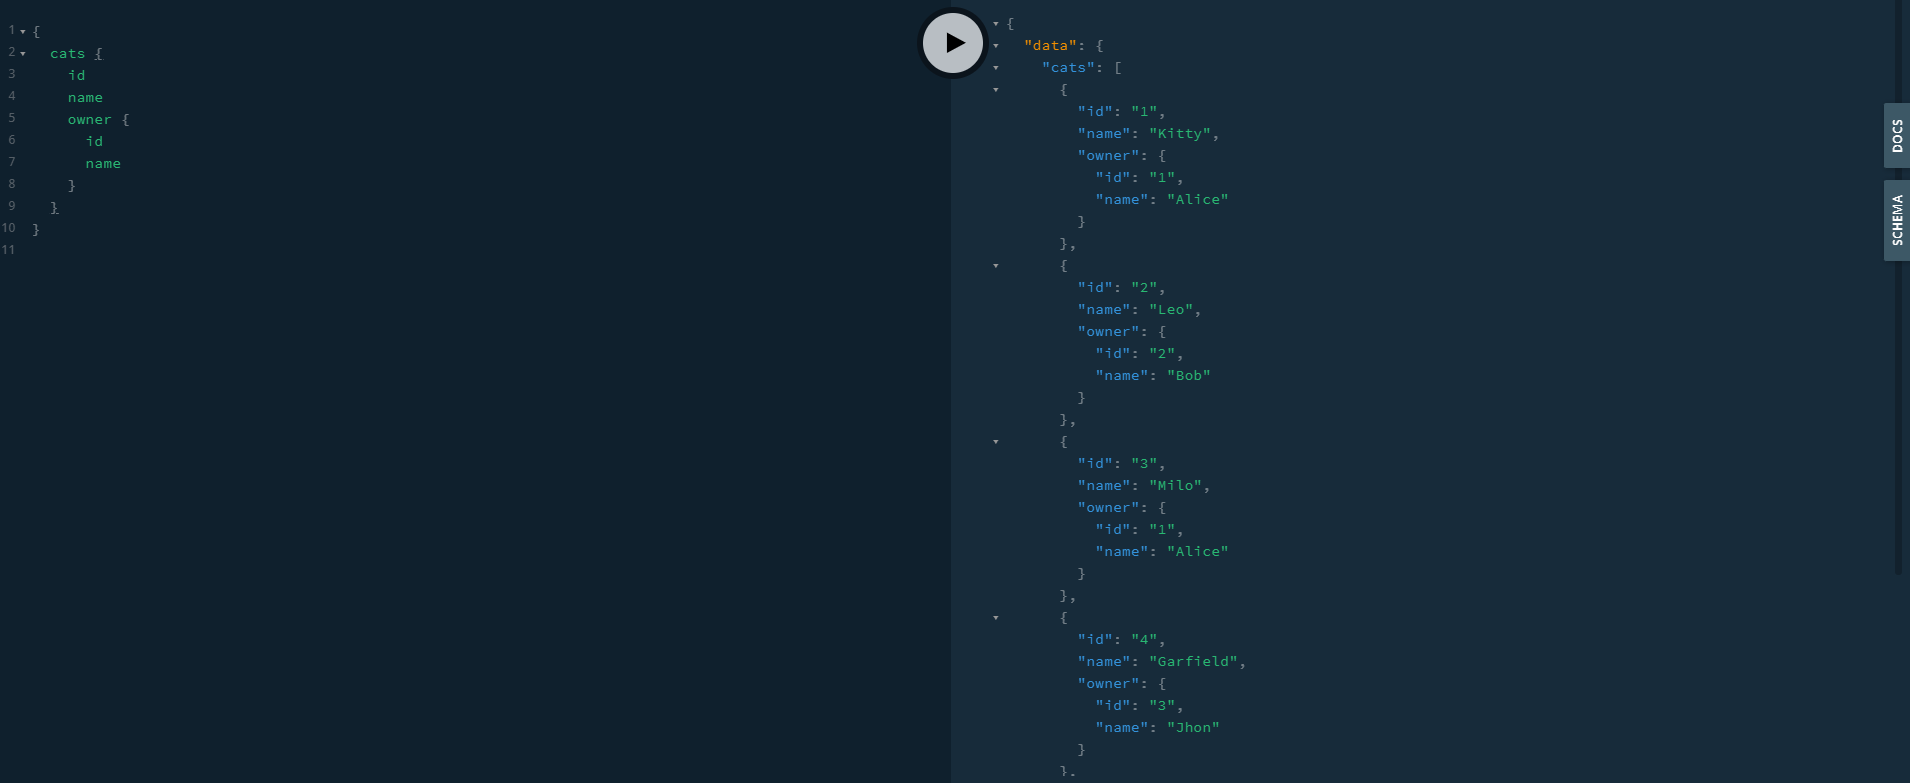 1 {
2 cats {
3 id
4 name
5 owner {
6 id
7 name
8 }
9 }
10 }
11
{
"data": {
"cats": [
{
"id": "1",
"name": "Kitty",
"owner": {
"id": "1",
"name": "Alice"
}
},
{
"id": "2",
"name": "Leo",
"owner": {
"id": "2",
"name": "Bob"
}
},
{
"id": "3",
"name": "Milo",
"owner": {
"id": "1",
"name": "Alice"
}
},
{
"id": "4",
"name": "Garfield",
"owner": {
"id": "3",
"name": "Jhon"
}
},
DOCS
SCHEMA